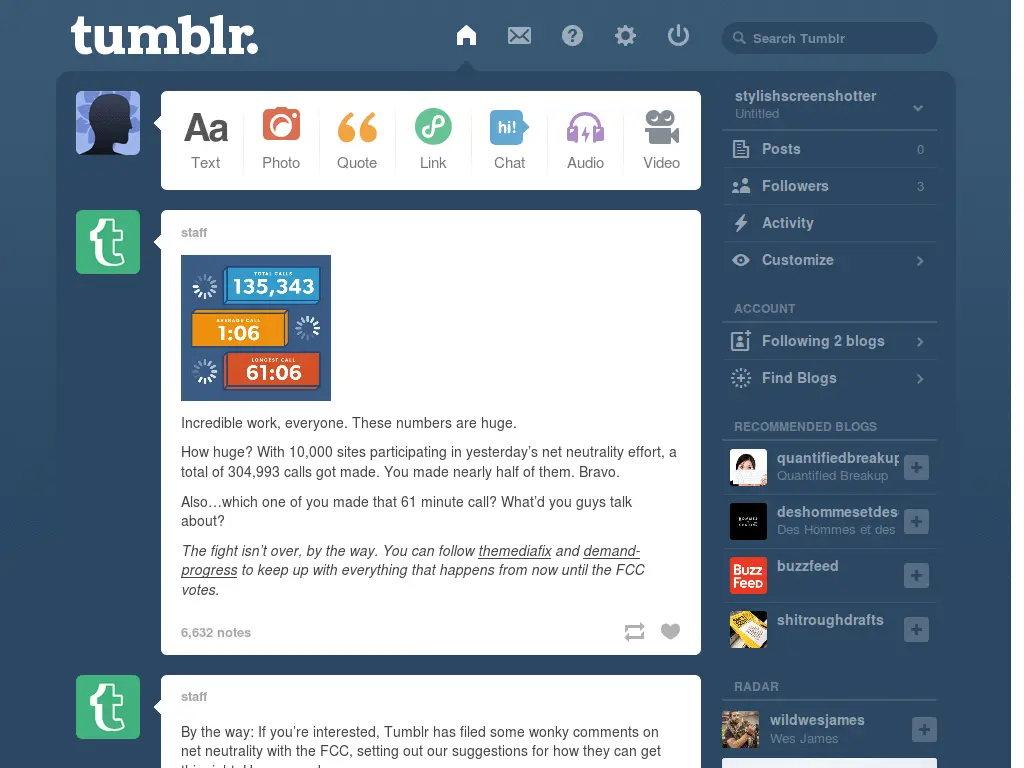 tumblr.
Search Tumblr
Aa
hi!
Text
Photo
Quote
Link
Chat
Audio
Video
staff
TOTAL CALLS
135,343
AVERAGE CALL
1:06
LONGEST CALL
61:06
Incredible work, everyone. These numbers are huge.
How huge? With 10,000 sites participating in yesterday's net neutrality effort, a
total of 304,993 calls got made. You made nearly half of them. Bravo.
Also…which one of you made that 61 minute call? What'd you guys talk
about?
The fight isn't over, by the way. You can follow themediafix and demand-
progress to keep up with everything that happens from now until the FCC
votes.
6,632 notes
staff
By the way: If you're interested, Tumblr has filed some wonky comments on
net neutrality with the FCC, setting out our suggestions for how they can get
stylishscreenshotter
Untitled
Posts 0
Followers 3
Activity
Customize
ACCOUNT
Following 2 blogs
Find Blogs
RECOMMENDED BLOGS
quantifiedbreakup
Quantified Breakup
deshommesetdes
Des Hommes et des
Buzz
FeeD
buzzfeed
shitroughdrafts
RADAR
wildwesjames
Wes James